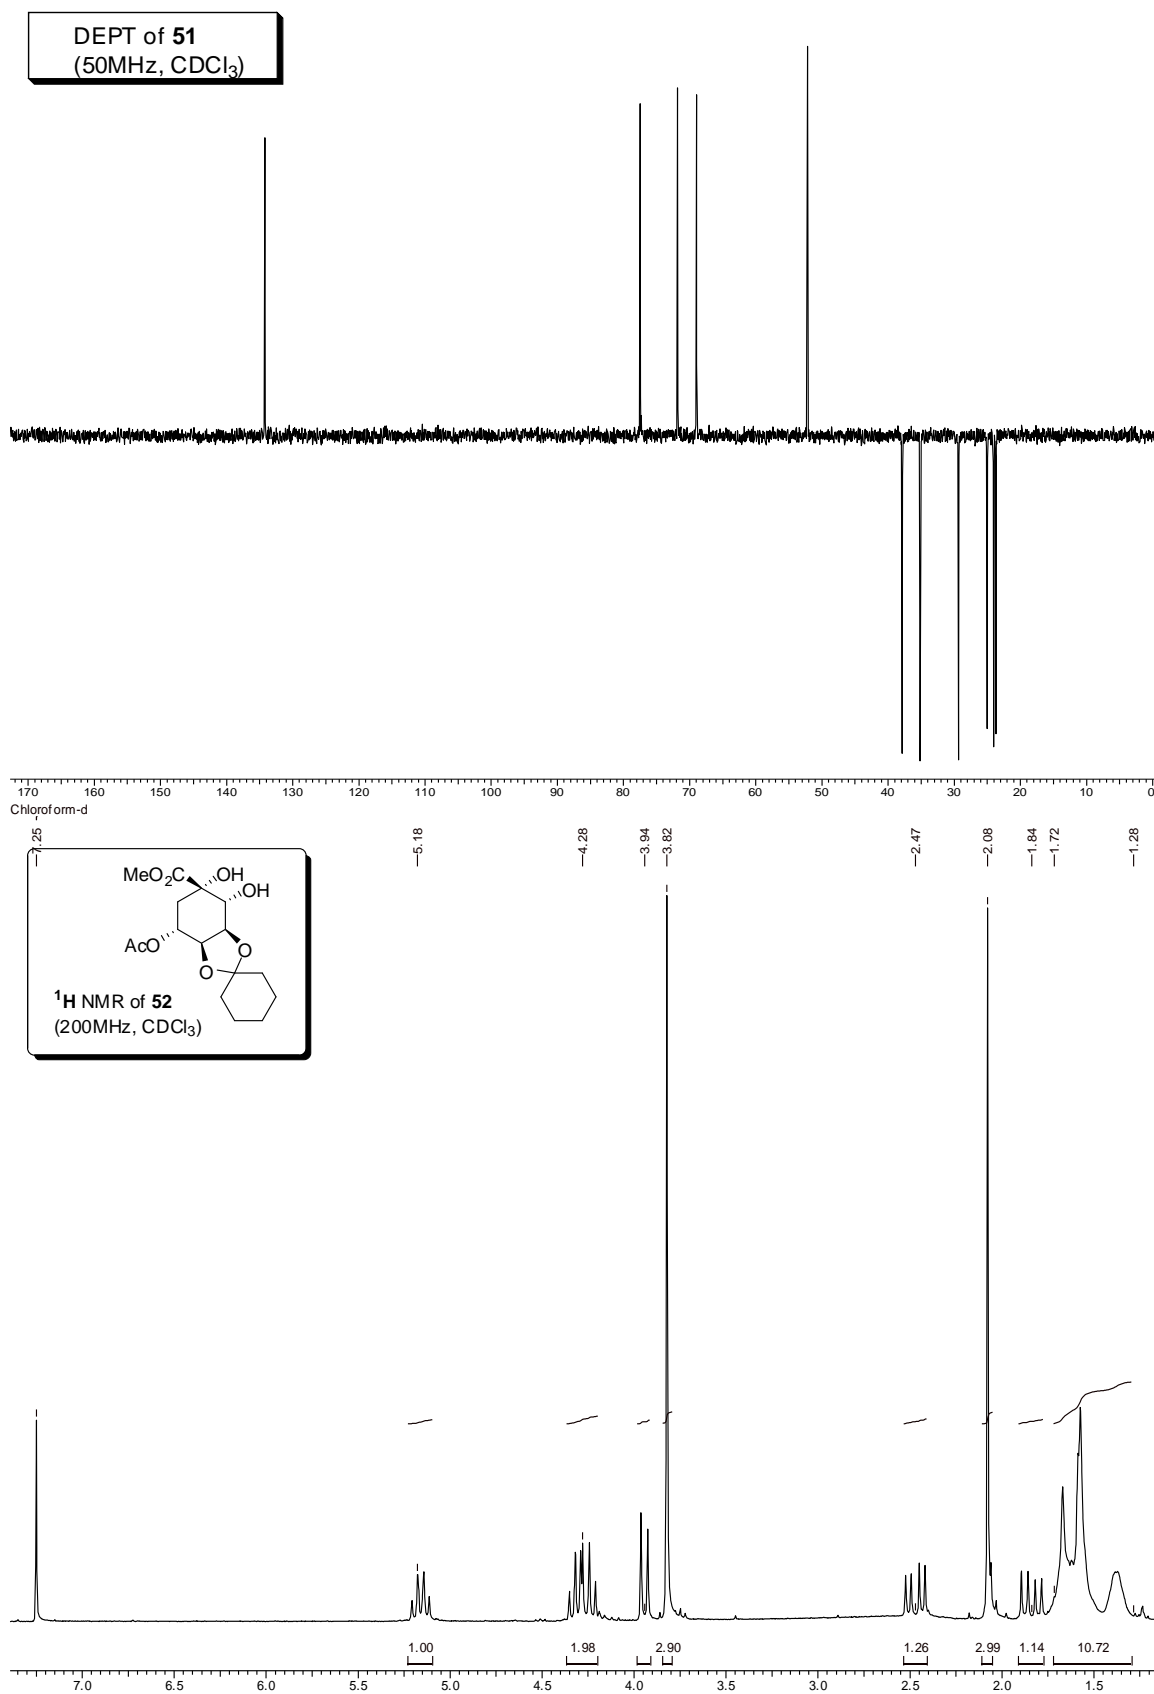 DEPT of 51
(50MHz, CDCl₃)
170 160 150 140 130 120 110 100 90 80 70 60 50 40 30 20 10 0
Chloroform-d
7.25 5.18 4.28 3.94 3.82 2.47 2.08 1.84 1.72 1.28
MeO₂C OH
OH
AcO
O
O
¹H NMR of 52
(200MHz, CDCl₃)
1.00 1.98 2.90 1.26 2.99 1.14 10.72
7.0 6.5 6.0 5.5 5.0 4.5 4.0 3.5 3.0 2.5 2.0 1.5